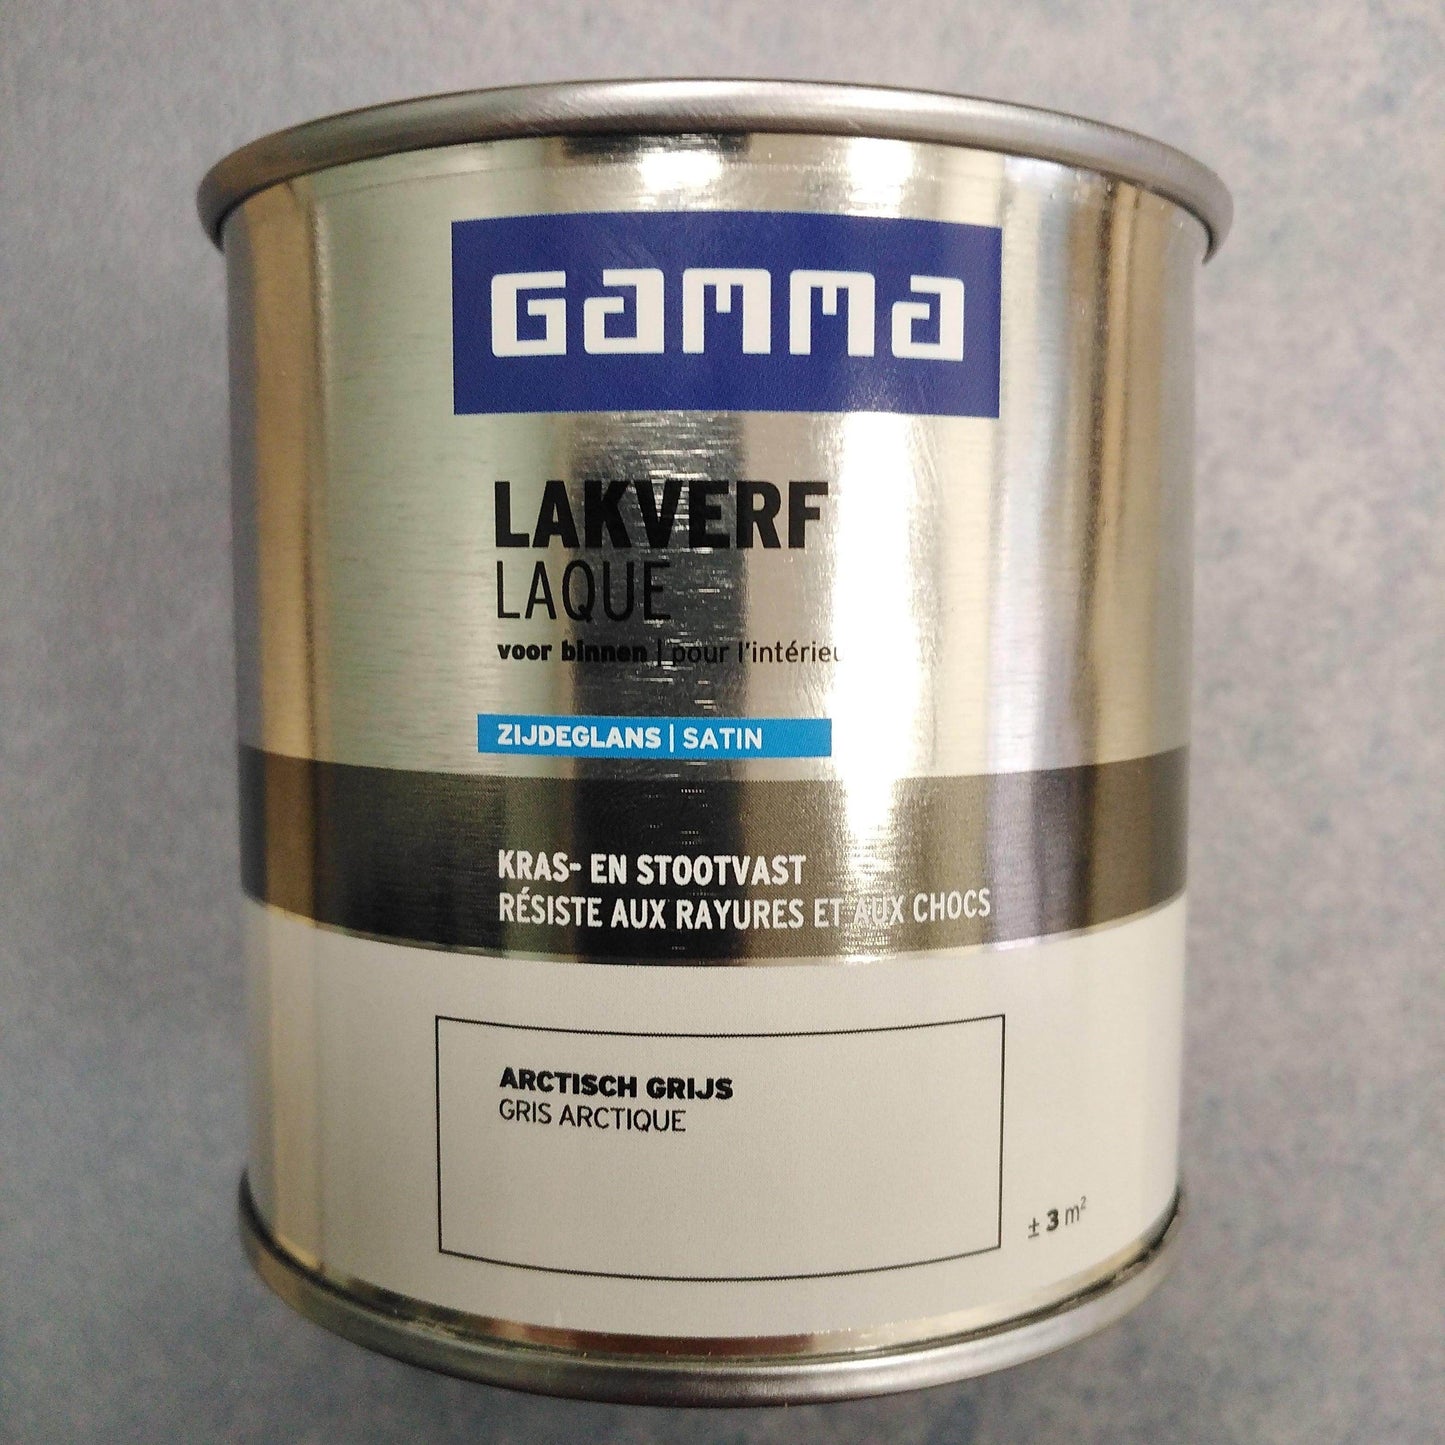 GAMMA
LAKVERF
LAQUE
voor binnen | pour l'intérieu
ZIJDEGLANS | SATIN
KRAS- EN STOOTVAST
RÉSISTE AUX RAYURES ET AUX CHOCS
ARCTISCH GRIJS
GRIS ARCTIQUE
± 3 m²